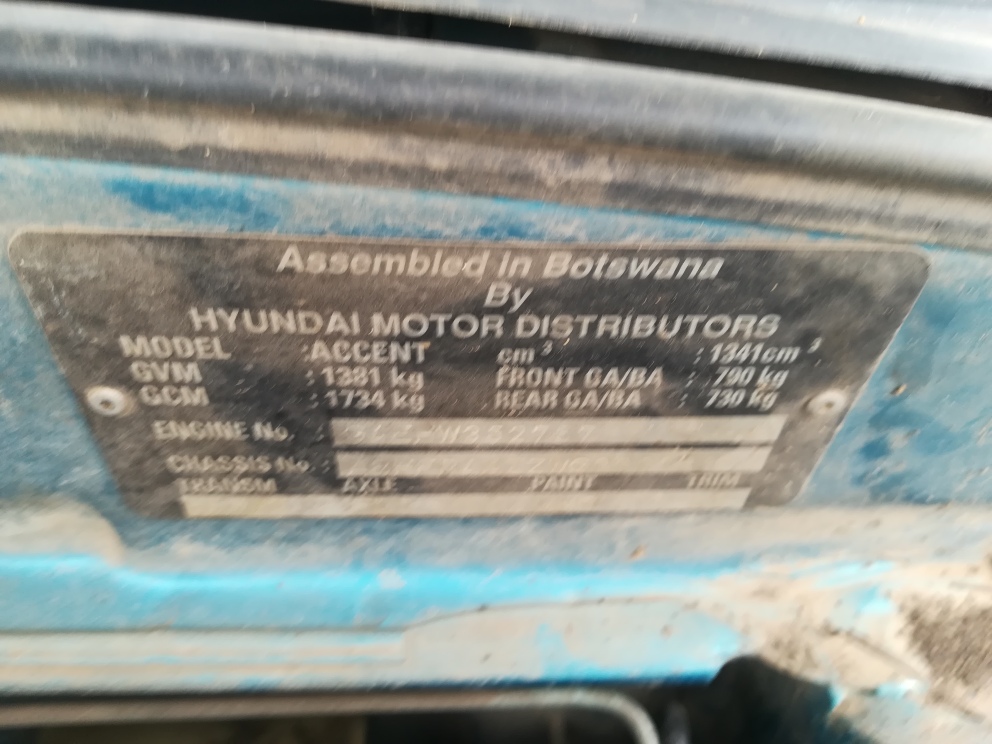 Assembled in Botswana
By
HYUNDAI MOTOR DISTRIBUTORS
MODEL :ACCENT cm³ : 1341cm³
GVM : 1381 kg FRONT GA/BA : 790 kg
GCM : 1734 kg REAR GA/BA : 730 kg
ENGINE No. :
CHASSIS No. :
TRANSM AXLE PAINT TRIM